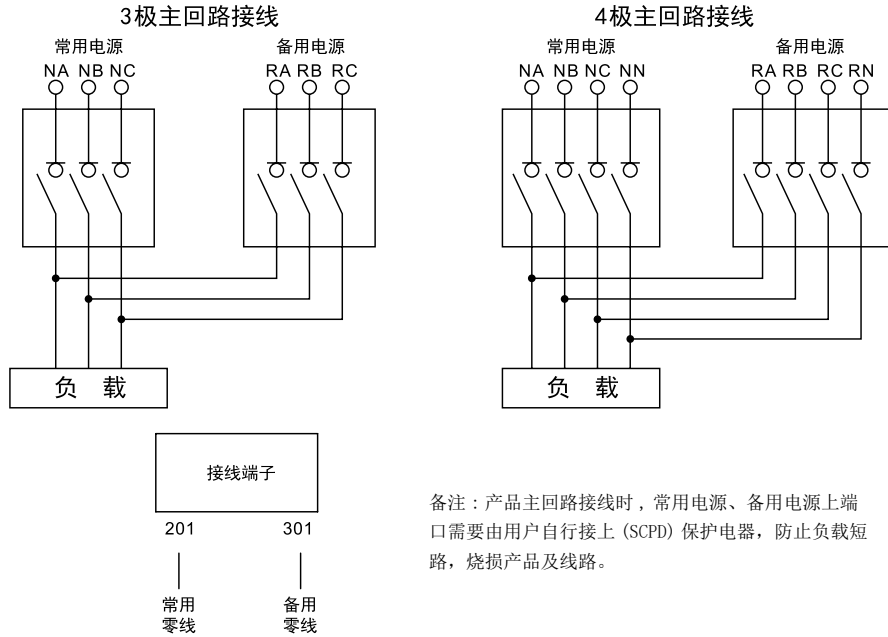 3极主回路接线
4极主回路接线
常用电源
备用电源
常用电源
备用电源
NA NB NC
RA RB RC
NA NB NC NN
RA RB RC RN
负 载
负 载
接线端子
201
301
常用
零线
备用
零线
备注：产品主回路接线时，常用电源、备用电源上端
口需要由用户自行接上 (SCPD) 保护电器，防止负载短
路，烧损产品及线路。